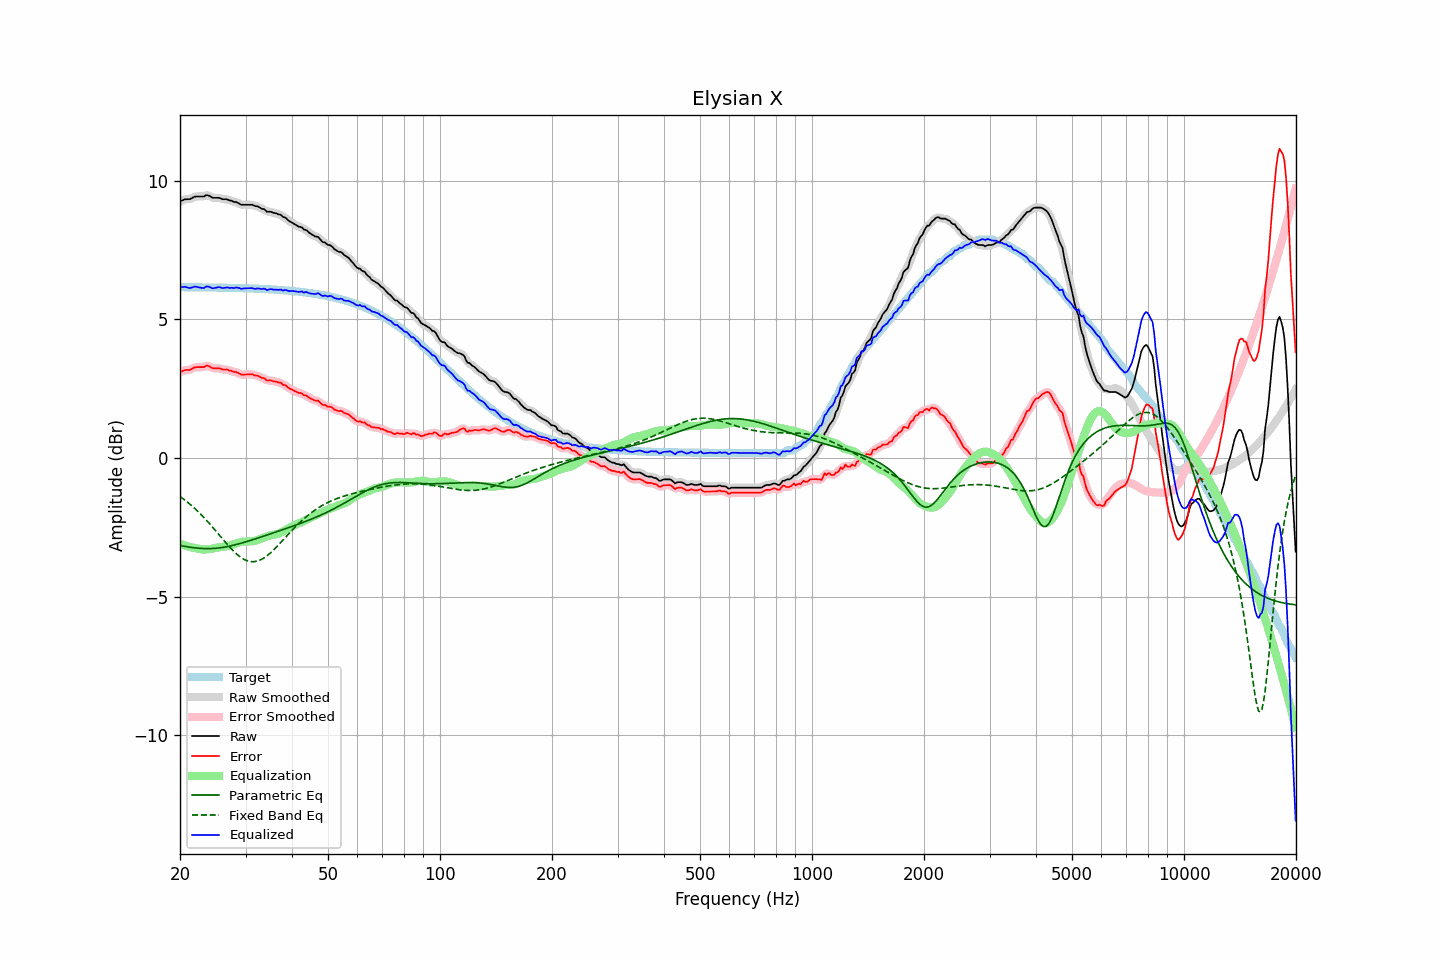 Elysian X
Amplitude (dBr)
10
5
0
−5
−10
Target
Raw Smoothed
Error Smoothed
Raw
Error
Equalization
Parametric Eq
Fixed Band Eq
Equalized
20 50 100 200 500 1000 2000 5000 10000 20000
Frequency (Hz)